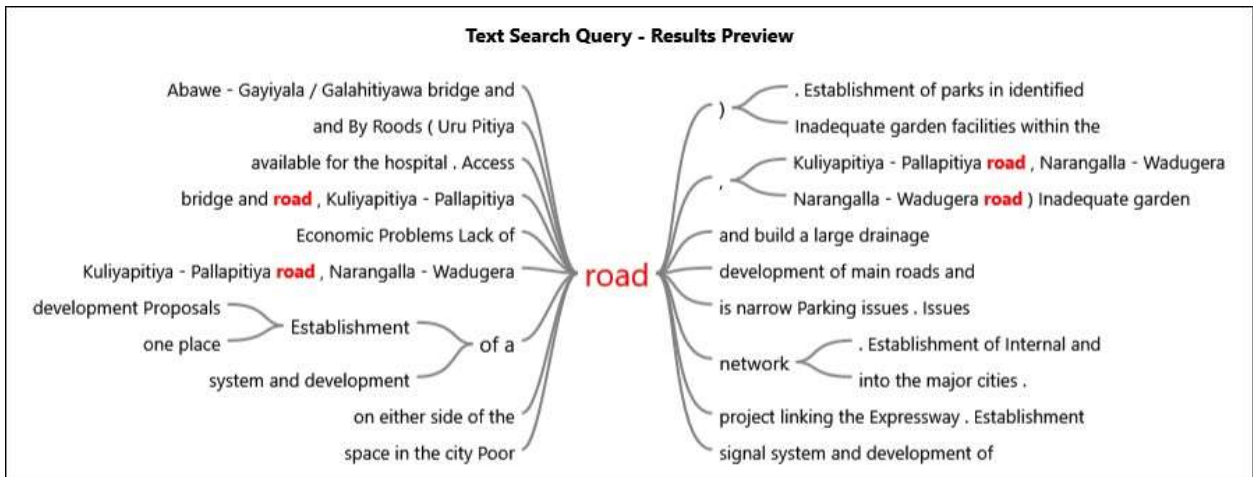 Text Search Query - Results Preview
Abawe - Gayiyala / Galahitiyawa bridge and
and By Roods ( Uru Pitiya
available for the hospital . Access
bridge and road , Kuliyapitiya - Pallapitiya
Economic Problems Lack of
Kuliyapitiya - Pallapitiya road , Narangalla - Wadugera
development Proposals
one place
Establishment
system and development
of a
on either side of the
space in the city Poor
road
)
. Establishment of parks in identified
Inadequate garden facilities within the
,
Kuliyapitiya - Pallapitiya road , Narangalla - Wadugera
Narangalla - Wadugera road ) Inadequate garden
and build a large drainage
development of main roads and
is narrow Parking issues . Issues
network
. Establishment of Internal and
into the major cities .
project linking the Expressway . Establishment
signal system and development of